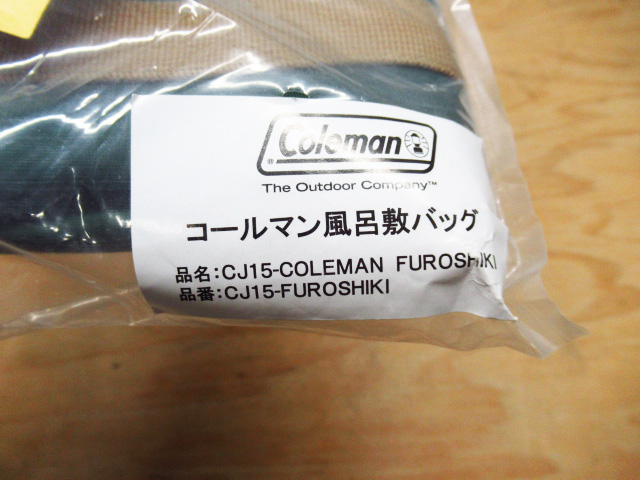 Coleman
The Outdoor Company™
コールマン風呂敷バッグ
品名:CJ15-COLEMAN FUROSHIKI
品番:CJ15-FUROSHIKI